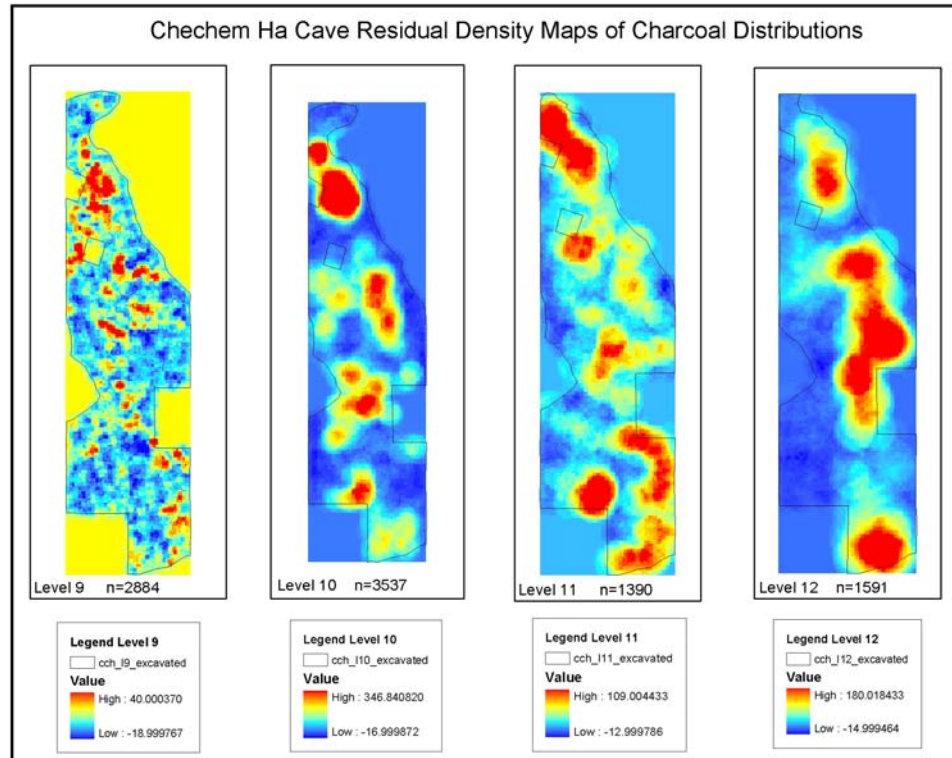 Chechem Ha Cave Residual Density Maps of Charcoal Distributions
Level 9 n=2884
Level 10 n=3537
Level 11 n=1390
Level 12 n=1591
Legend Level 9
cch_l9_excavated
Value
High : 40.000370
Low : -18.999767
Legend Level 10
cch_l10_excavated
Value
High : 346.840820
Low : -16.999872
Legend Level 11
cch_l11_excavated
Value
High : 109.004433
Low : -12.999786
Legend Level 12
cch_l12_excavated
Value
High : 180.018433
Low : -14.999464